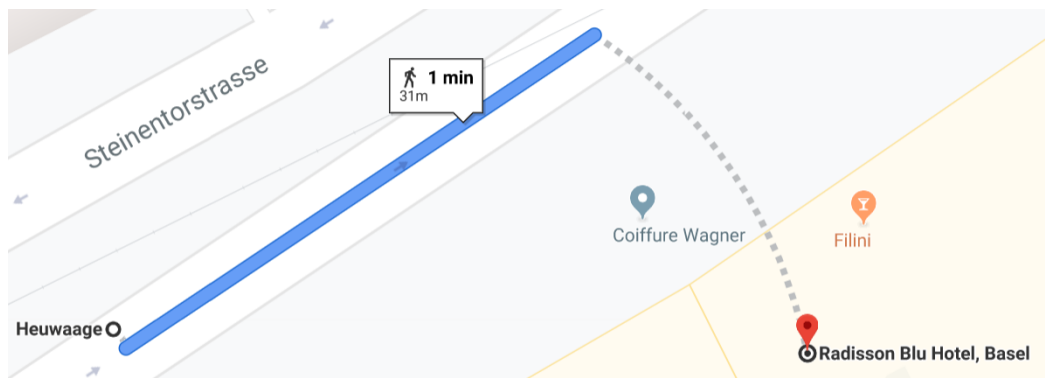 Steinentorstrasse
1 min
31m
Coiffure Wagner
Filini
Heuwaage
Radisson Blu Hotel, Basel